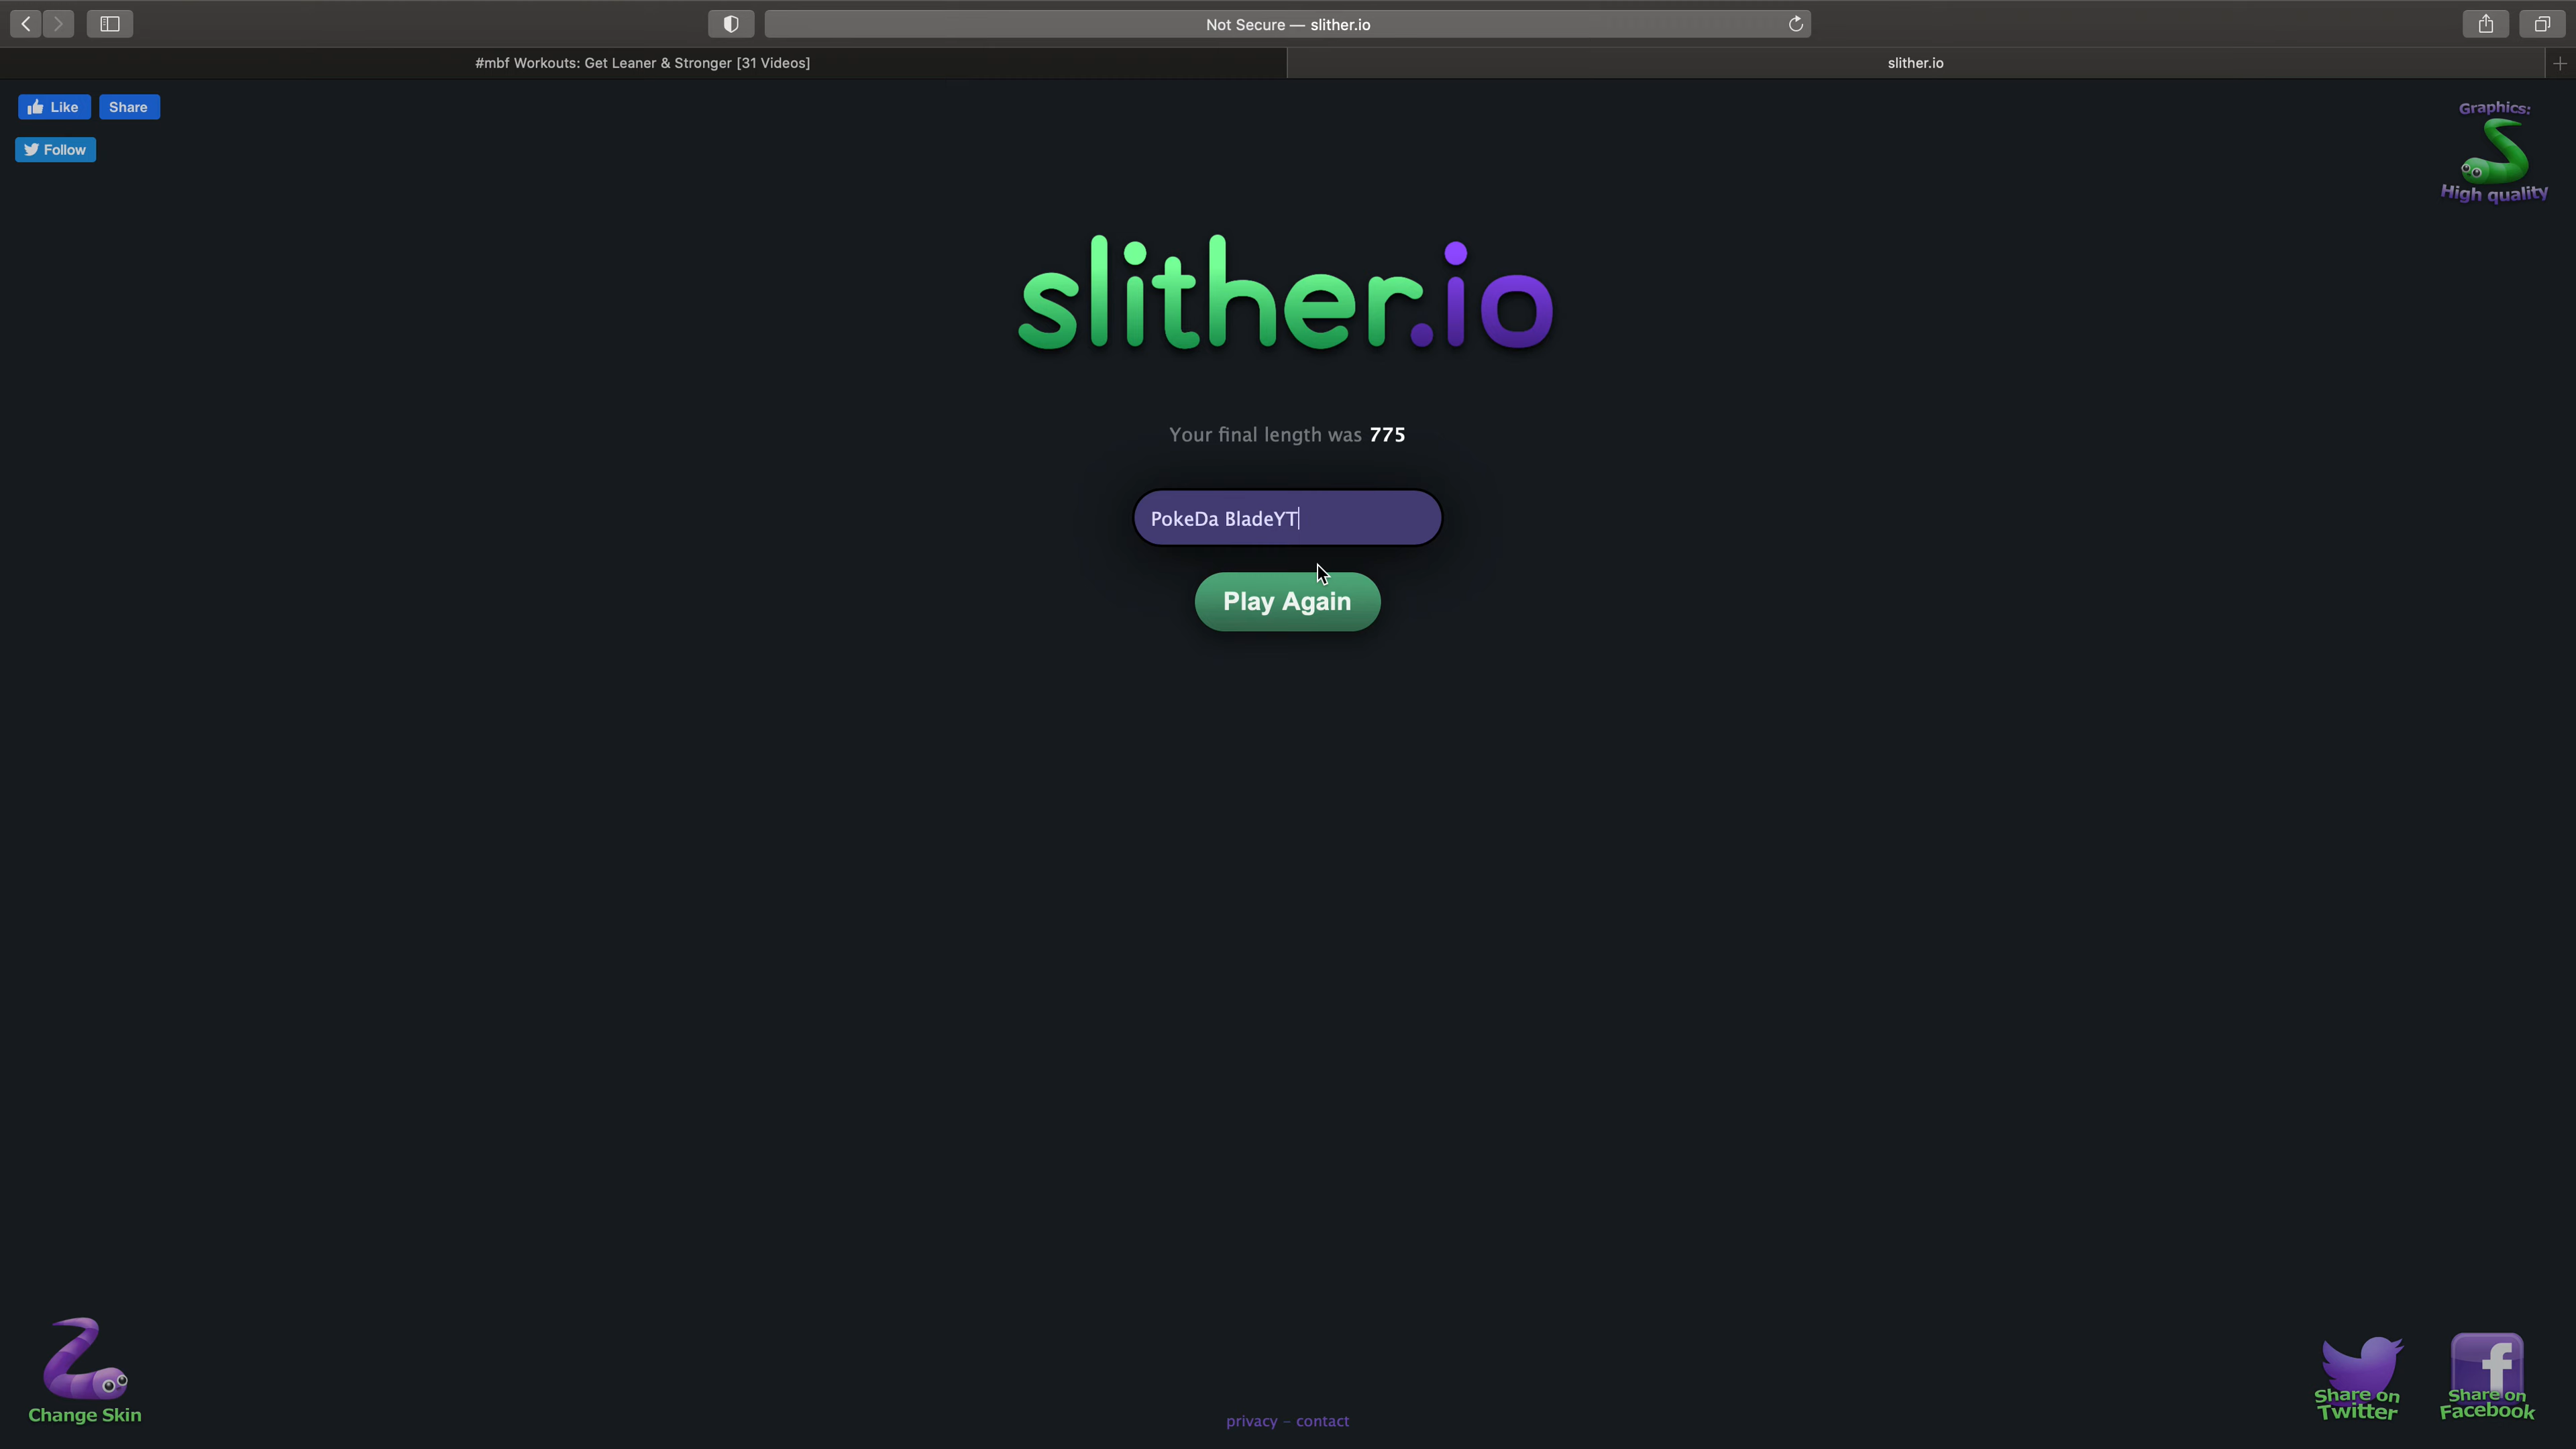 Not Secure — slither.io
#mbf Workouts: Get Leaner & Stronger [31 Videos]
slither.io
Like
Share
Follow
Graphics:
High quality
slither.io
Your final length was 775
PokeDa BladeYT
Play Again
Change Skin
privacy – contact
Share on
Twitter
Share on
Facebook